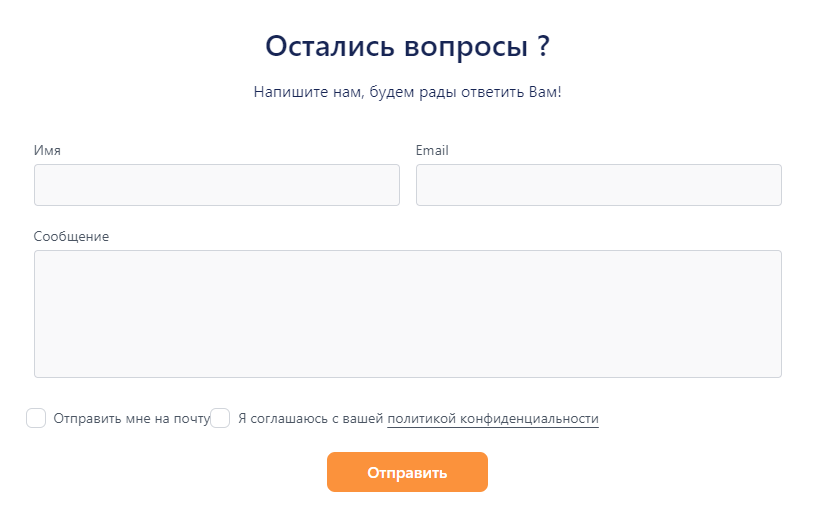 Остались вопросы ?
Напишите нам, будем рады ответить Вам!
Имя
Email
Сообщение
Отправить мне на почту
Я соглашаюсь с вашей политикой конфиденциальности
Отправить